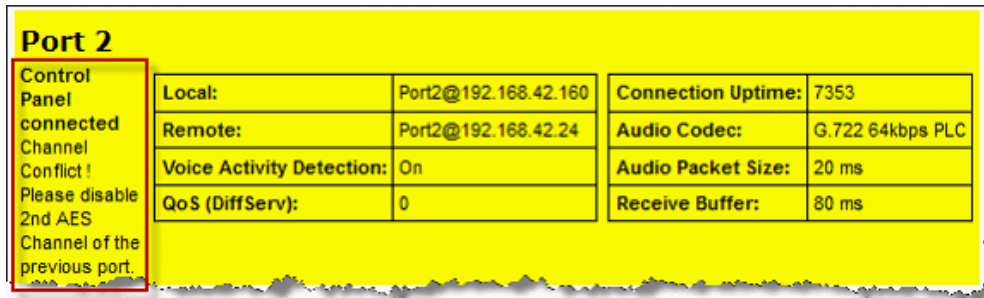 Port 2
Control
Panel
connected
Channel
Conflict !
Please disable
2nd AES
Channel of the
previous port.
Local: Port2@192.168.42.160
Remote: Port2@192.168.42.24
Voice Activity Detection: On
QoS (DiffServ): 0
Connection Uptime: 7353
Audio Codec: G.722 64kbps PLC
Audio Packet Size: 20 ms
Receive Buffer: 80 ms